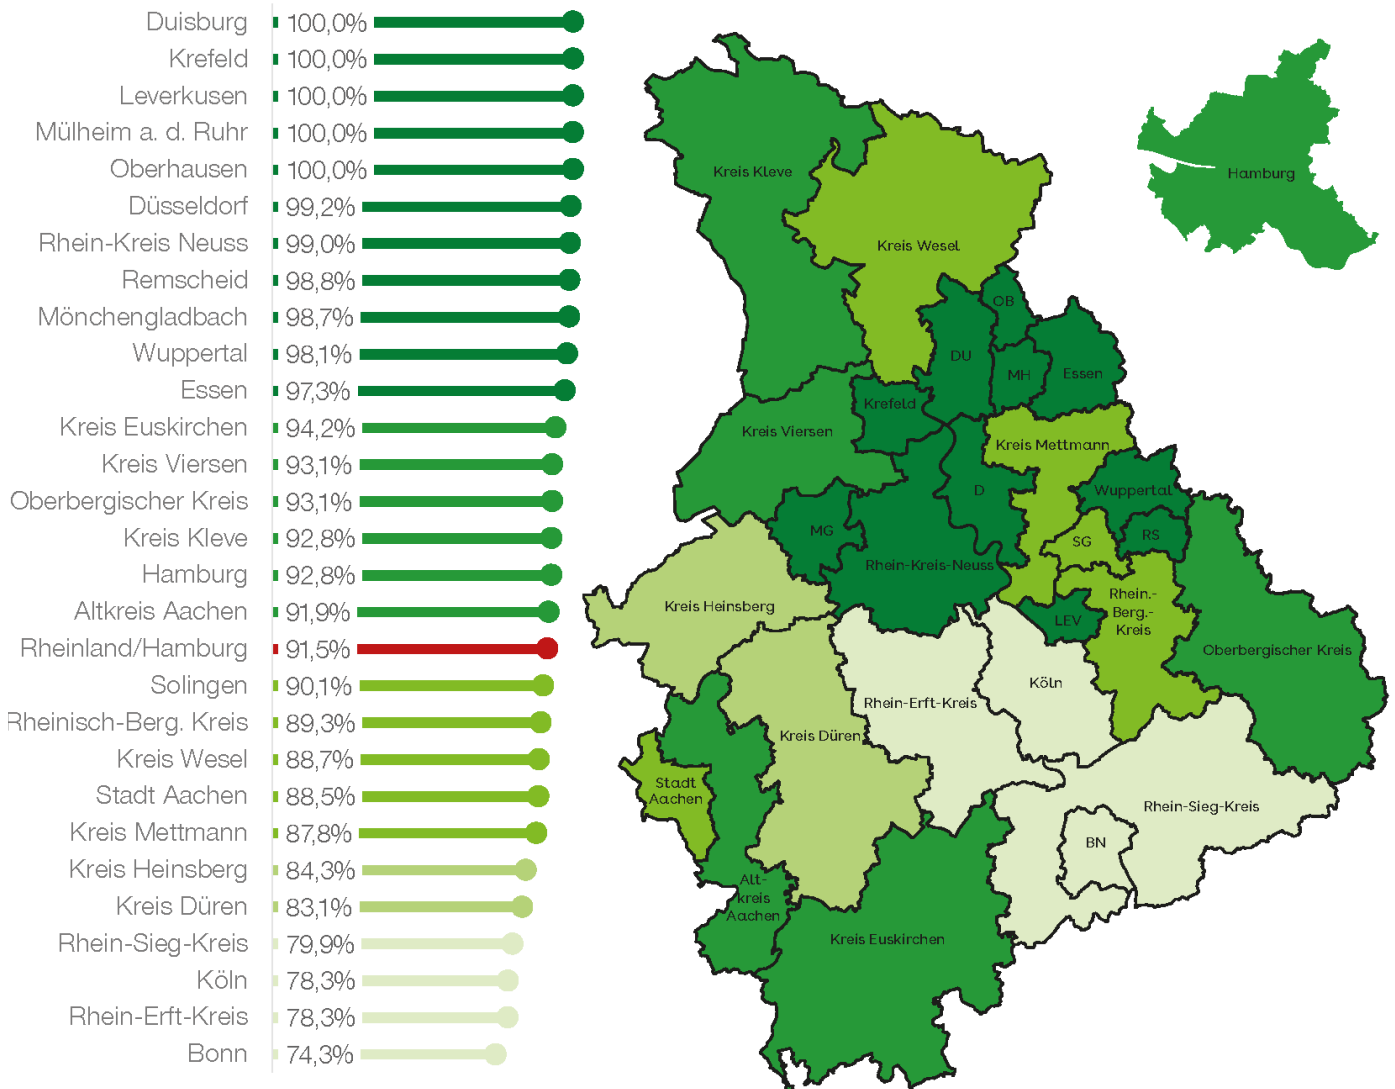 Duisburg 100,0%
Krefeld 100,0%
Leverkusen 100,0%
Mülheim a. d. Ruhr 100,0%
Oberhausen 100,0%
Düsseldorf 99,2%
Rhein-Kreis Neuss 99,0%
Remscheid 98,8%
Mönchengladbach 98,7%
Wuppertal 98,1%
Essen 97,3%
Kreis Euskirchen 94,2%
Kreis Viersen 93,1%
Oberbergischer Kreis 93,1%
Kreis Kleve 92,8%
Hamburg 92,8%
Altkreis Aachen 91,9%
Rheinland/Hamburg 91,5%
Solingen 90,1%
Rheinisch-Berg. Kreis 89,3%
Kreis Wesel 88,7%
Stadt Aachen 88,5%
Kreis Mettmann 87,8%
Kreis Heinsberg 84,3%
Kreis Düren 83,1%
Rhein-Sieg-Kreis 79,9%
Köln 78,3%
Rhein-Erft-Kreis 78,3%
Bonn 74,3%
Kreis Kleve
Hamburg
Kreis Wesel
OB
DU
MH
Essen
Krefeld
Kreis Viersen
Kreis Mettmann
D
Wuppertal
MG
SG
RS
Rhein-Kreis-Neuss
Rhein.-
Berg.-
Kreis
Kreis Heinsberg
LEV
Oberbergischer Kreis
Köln
Rhein-Erft-Kreis
Kreis Düren
Stadt
Aachen
Rhein-Sieg-Kreis
BN
Alt-
kreis
Aachen
Kreis Euskirchen